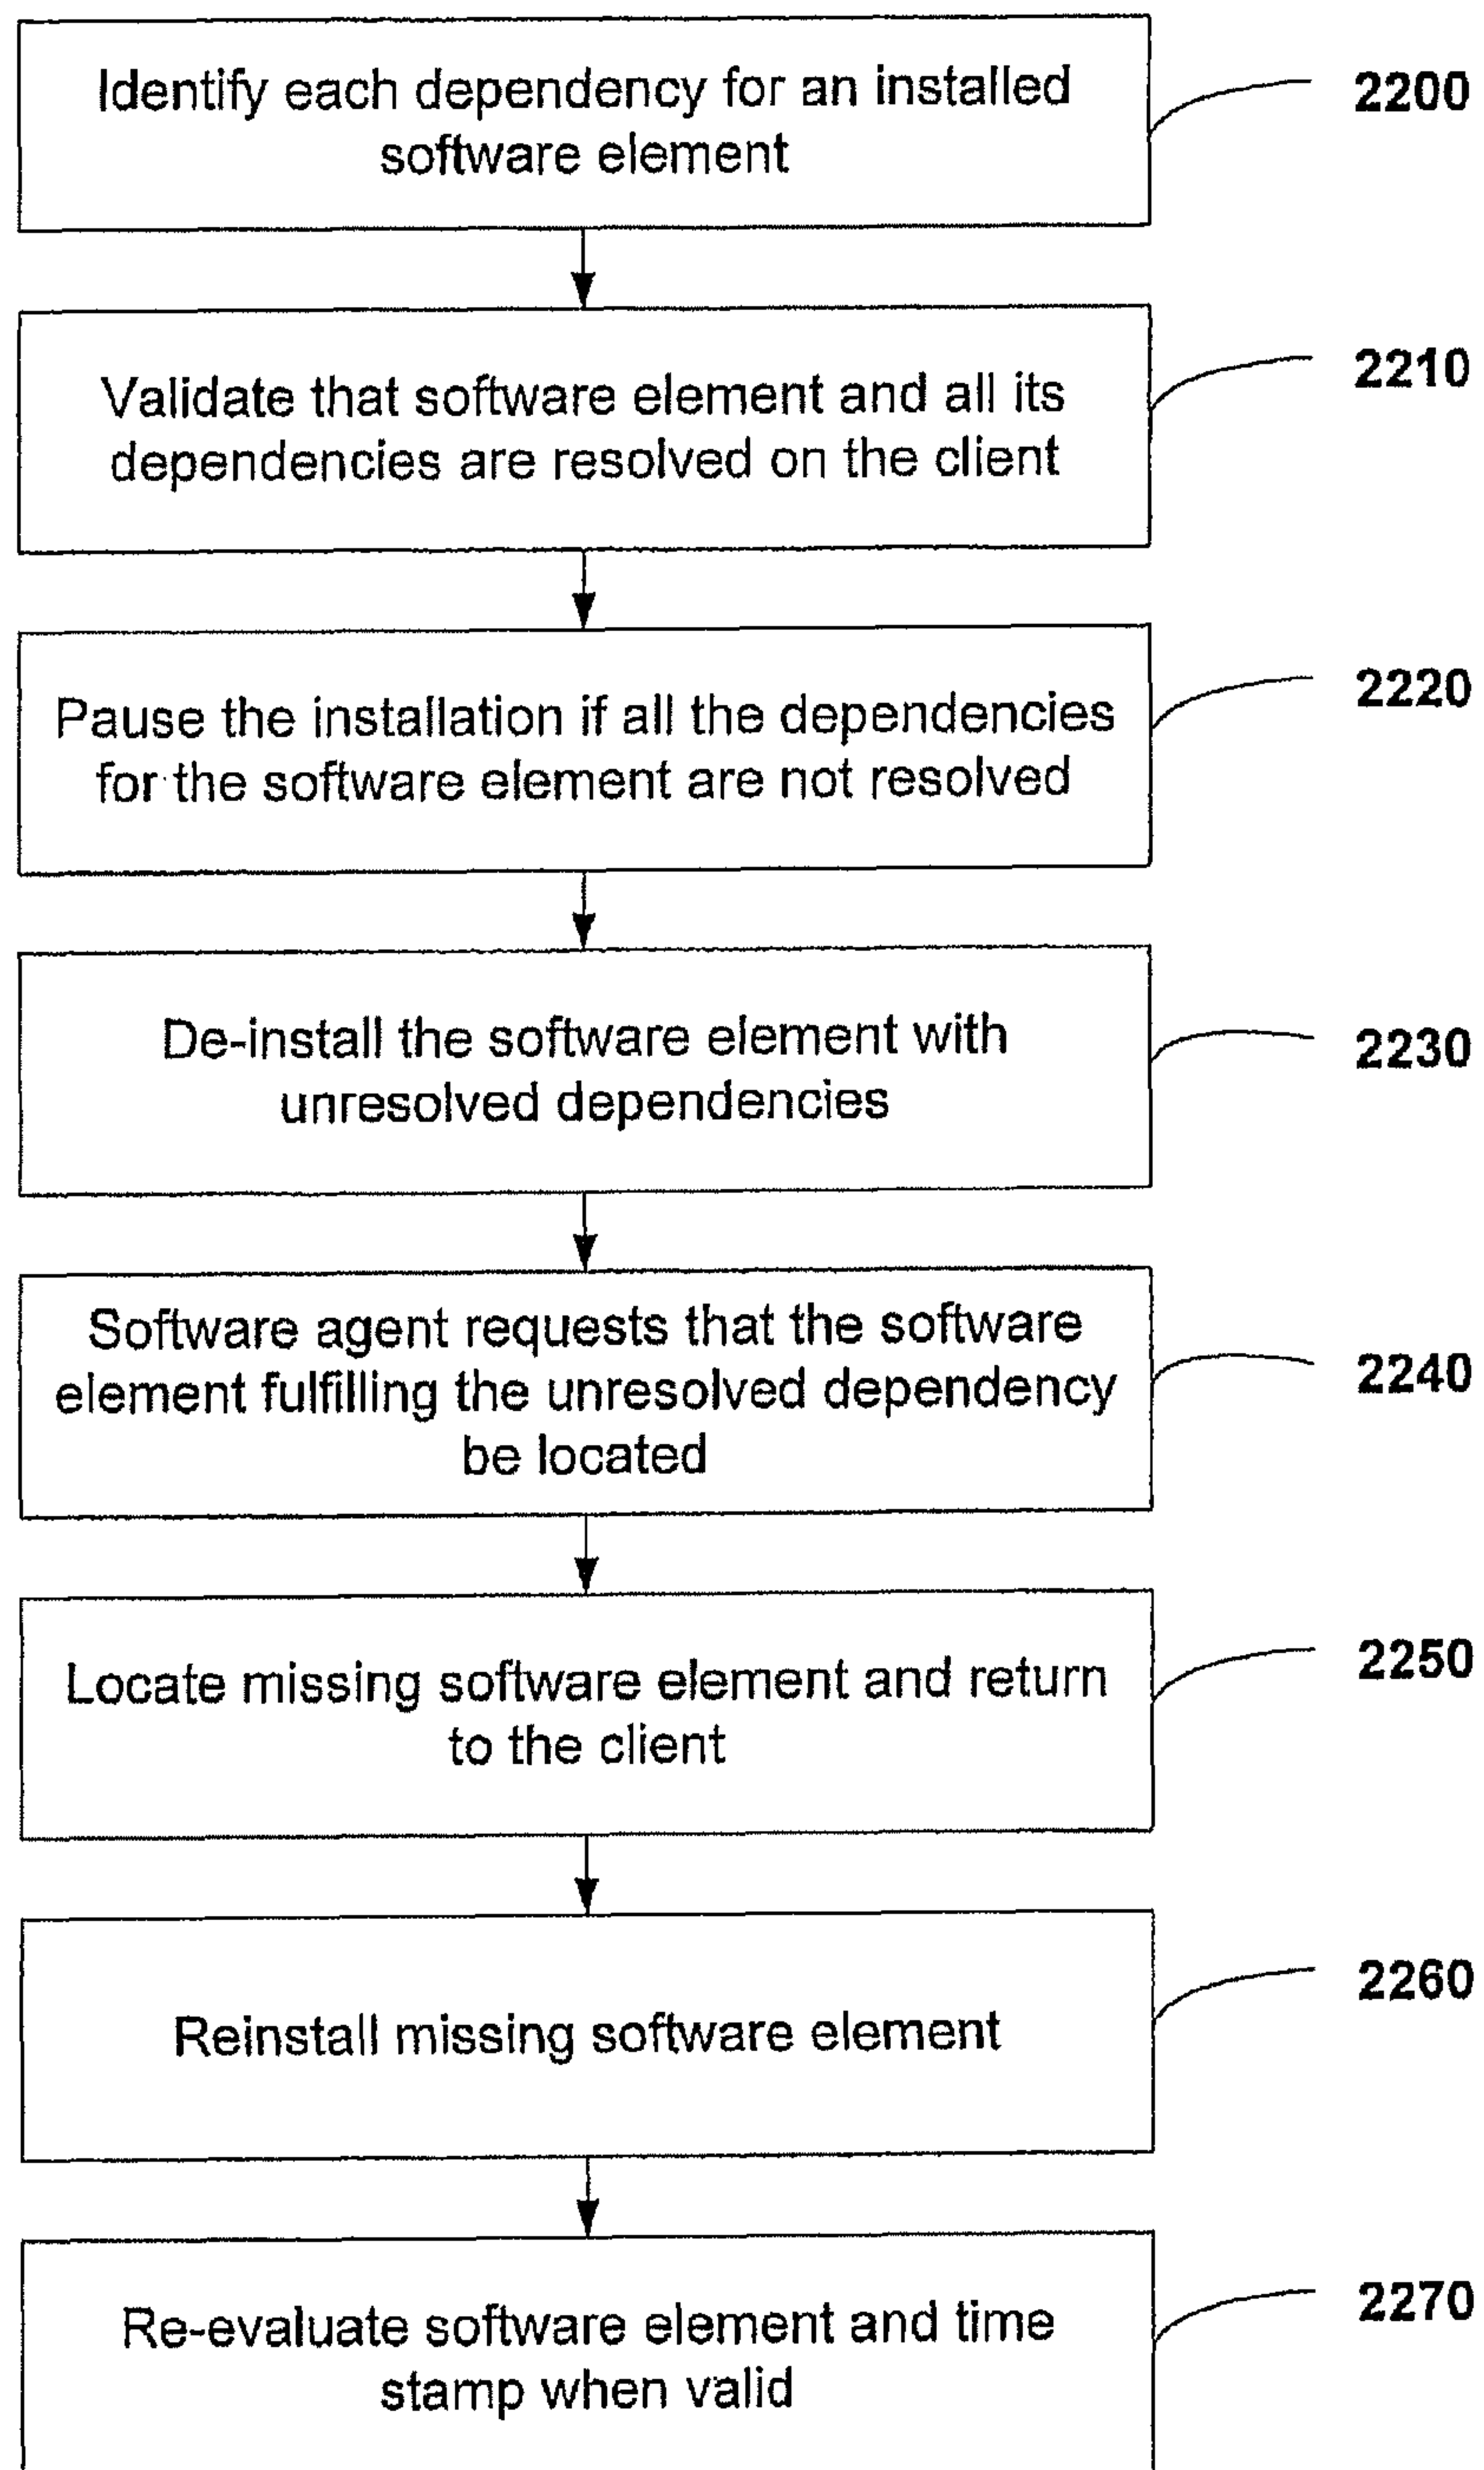 Identify each dependency for an installed
software element
2200
Validate that software element and all its
dependencies are resolved on the client
2210
Pause the installation if all the dependencies
for the software element are not resolved
2220
De-install the software element with
unresolved dependencies
2230
Software agent requests that the software
element fulfilling the unresolved dependency
be located
2240
Locate missing software element and return
to the client
2250
Reinstall missing software element
2260
Re-evaluate software element and time
stamp when valid
2270